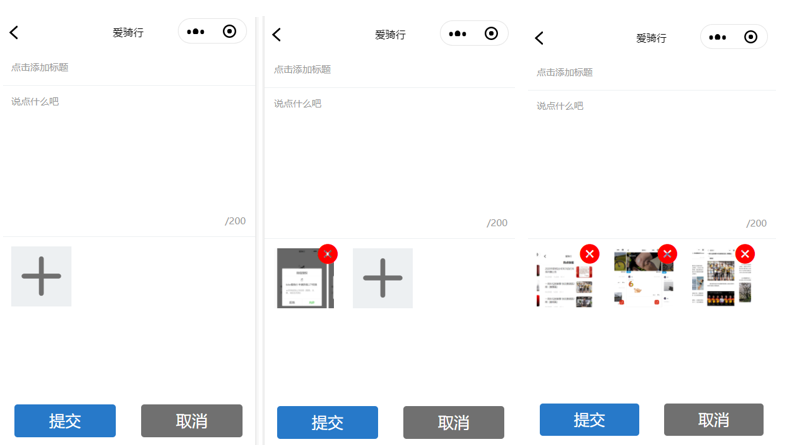 爱骑行
点击添加标题
说点什么吧
/200
提交
取消
爱骑行
点击添加标题
说点什么吧
/200
提交
取消
爱骑行
点击添加标题
说点什么吧
/200
提交
取消